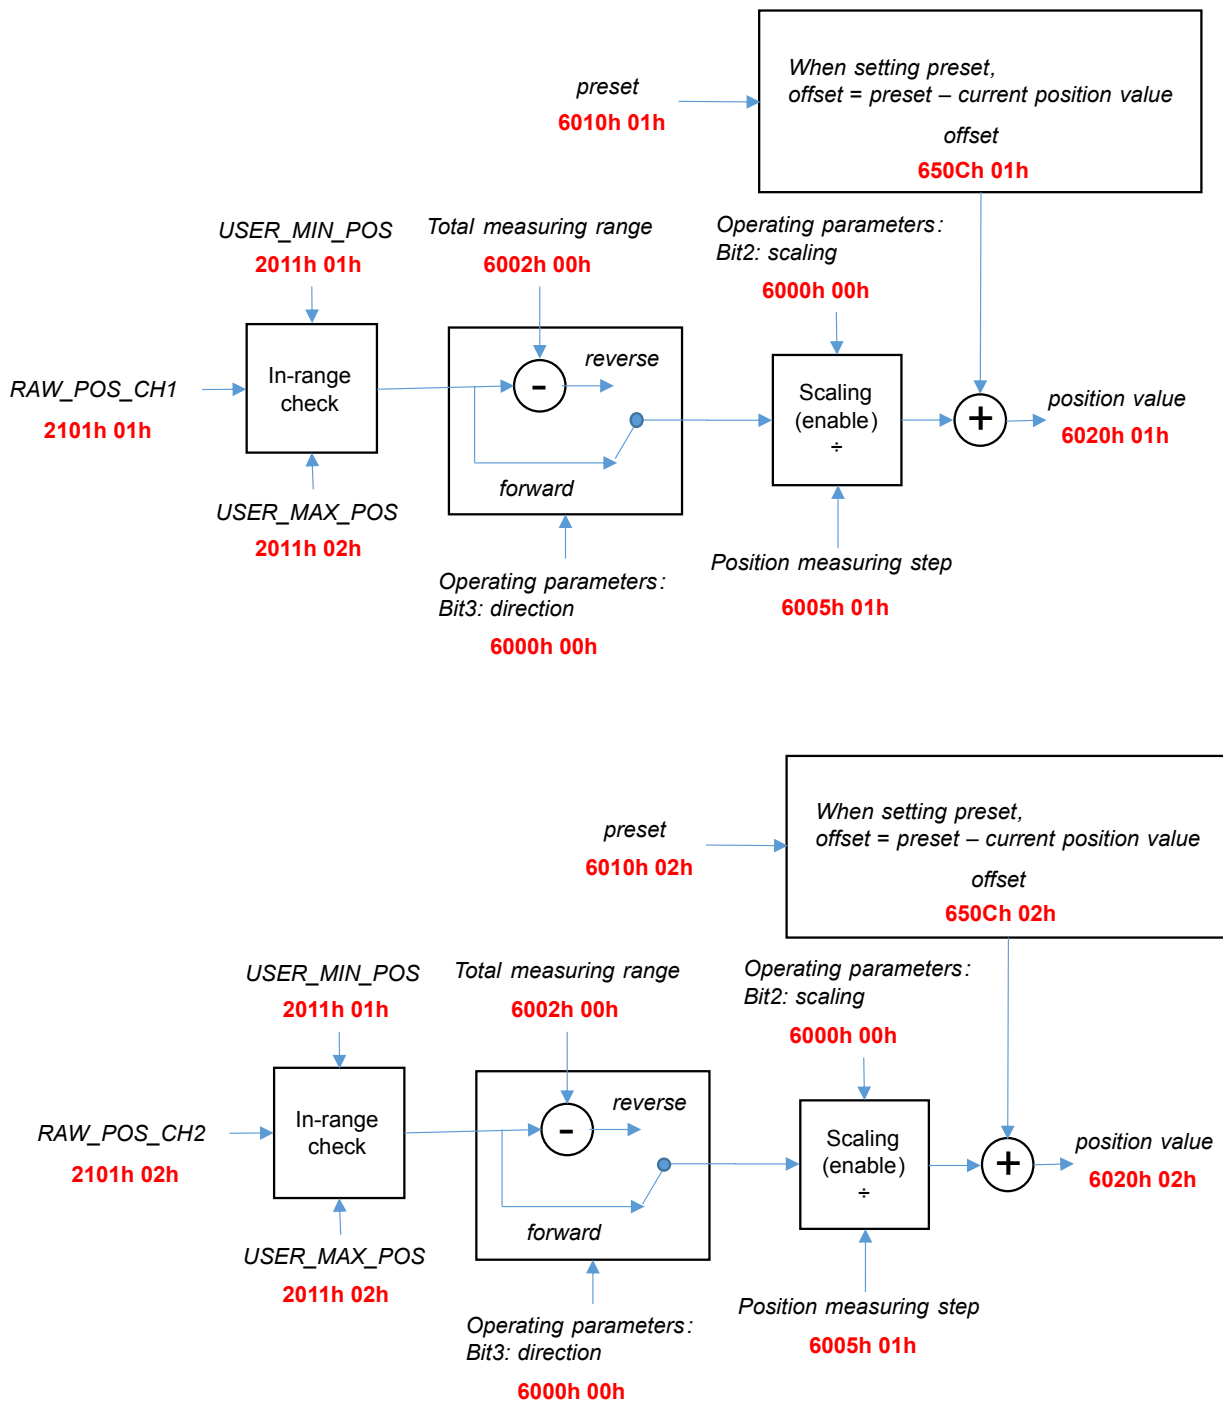 When setting preset,
offset = preset – current position value
preset
6010h 01h
offset
650Ch 01h
USER_MIN_POS
2011h 01h
Total measuring range
6002h 00h
Operating parameters:
Bit2: scaling
6000h 00h
reverse
RAW_POS_CH1
2101h 01h
In-range
check
-
Scaling
(enable)
÷
+
position value
6020h 01h
forward
USER_MAX_POS
2011h 02h
Operating parameters:
Bit3: direction
6000h 00h
Position measuring step
6005h 01h
When setting preset,
offset = preset – current position value
preset
6010h 02h
offset
650Ch 02h
USER_MIN_POS
2011h 01h
Total measuring range
6002h 00h
Operating parameters:
Bit2: scaling
6000h 00h
reverse
RAW_POS_CH2
2101h 02h
In-range
check
-
Scaling
(enable)
÷
+
position value
6020h 02h
forward
USER_MAX_POS
2011h 02h
Operating parameters:
Bit3: direction
6000h 00h
Position measuring step
6005h 01h